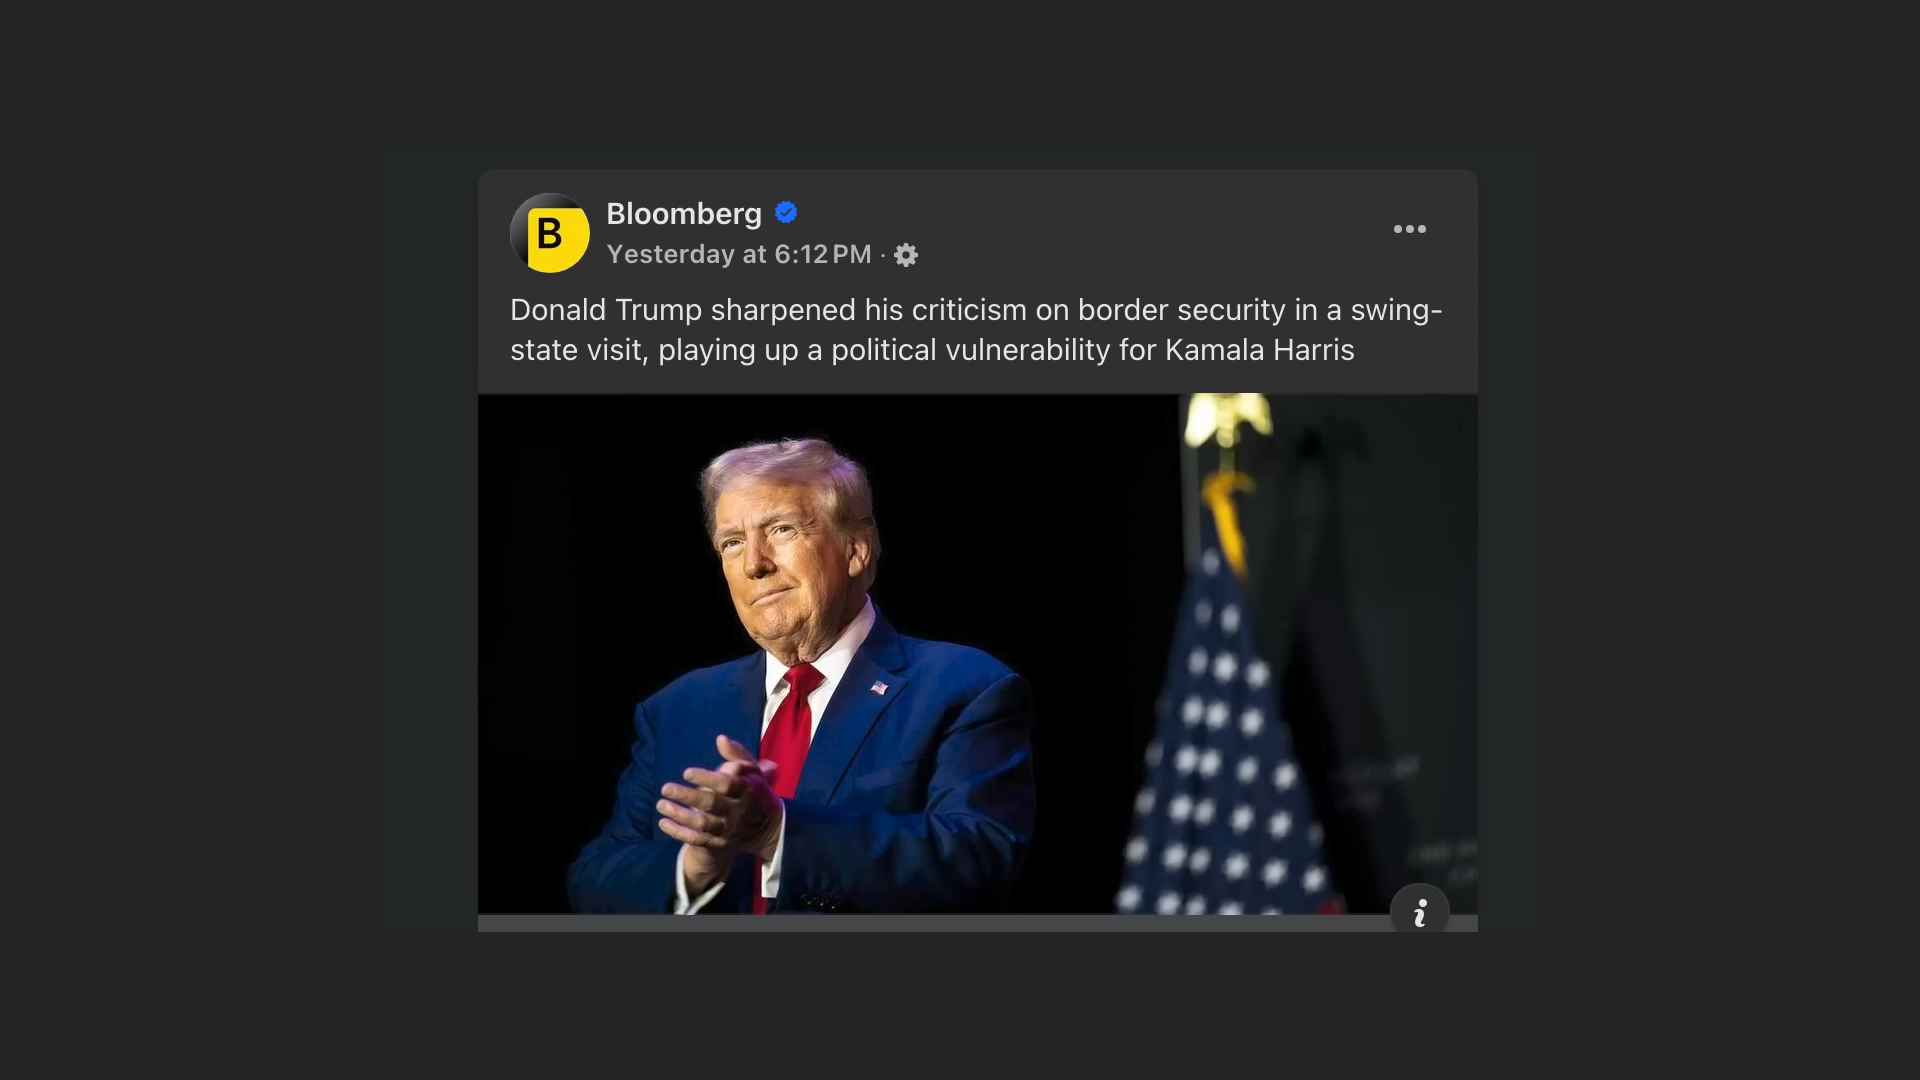 B
Bloomberg
Yesterday at 6:12 PM ·
Donald Trump sharpened his criticism on border security in a swing-
state visit, playing up a political vulnerability for Kamala Harris
i